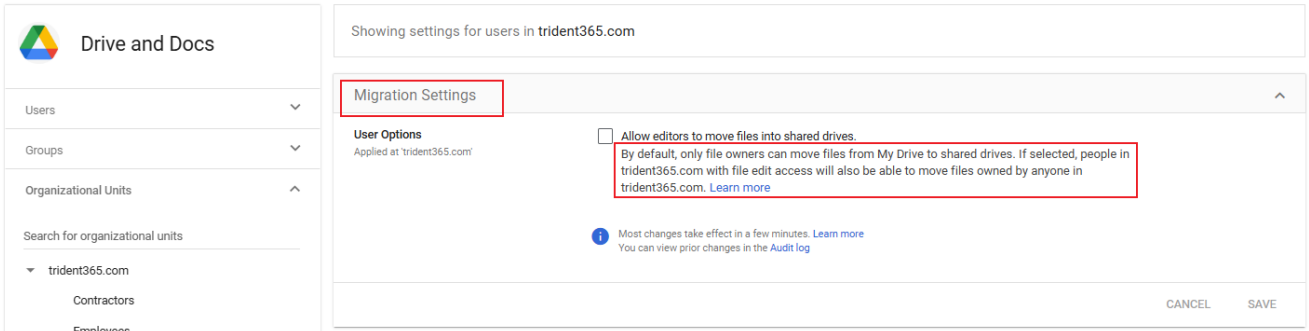 Drive and Docs
Users
Groups
Organizational Units
Search for organizational units
trident365.com
Contractors
Employees
Showing settings for users in trident365.com
Migration Settings
User Options
Applied at 'trident365.com'
Allow editors to move files into shared drives.
By default, only file owners can move files from My Drive to shared drives. If selected, people in
trident365.com with file edit access will also be able to move files owned by anyone in
trident365.com. Learn more
Most changes take effect in a few minutes. Learn more
You can view prior changes in the Audit log
CANCEL SAVE